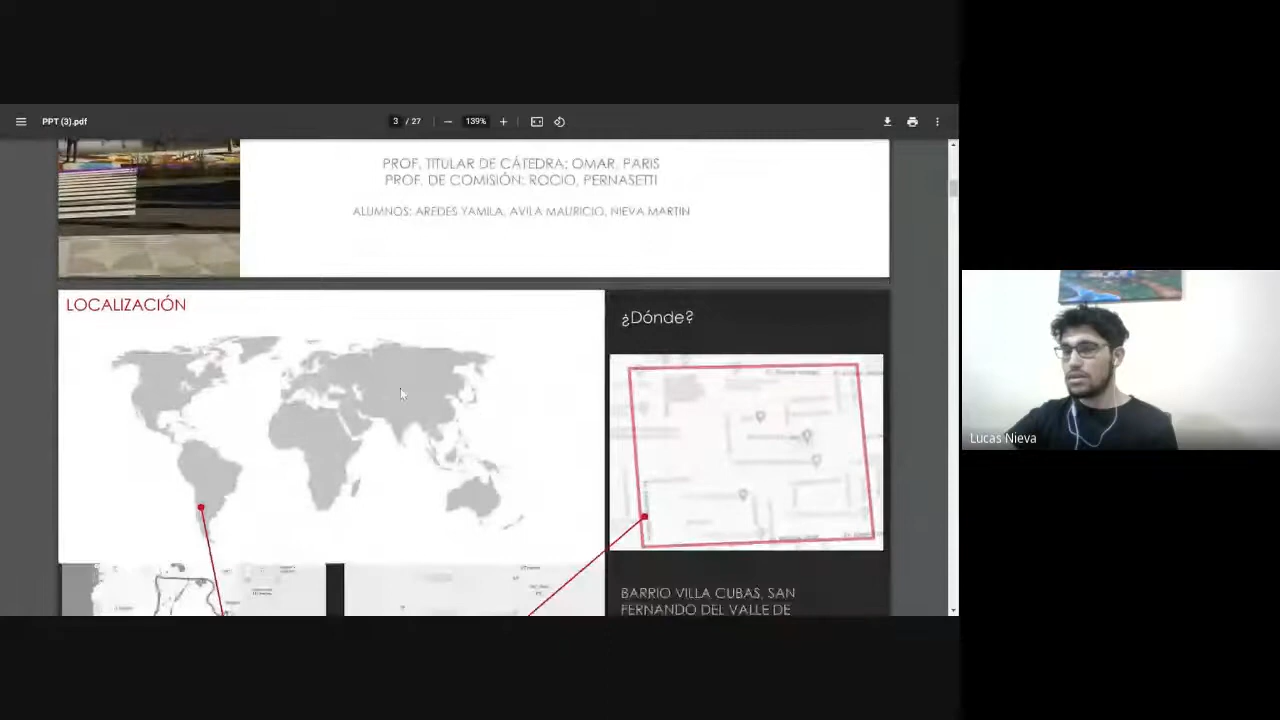 PPT (3).pdf
3 / 27
139%
PROF. TITULAR DE CÁTEDRA: OMAR, PARIS
PROF. DE COMISIÓN: ROCIO, PERNASETTI
ALUMNOS: AREDES YAMILA, AVILA MAURICIO, NIEVA MARTIN
LOCALIZACIÓN
¿Dónde?
BARRIO VILLA CUBAS, SAN
FERNANDO DEL VALLE DE
Lucas Nieva